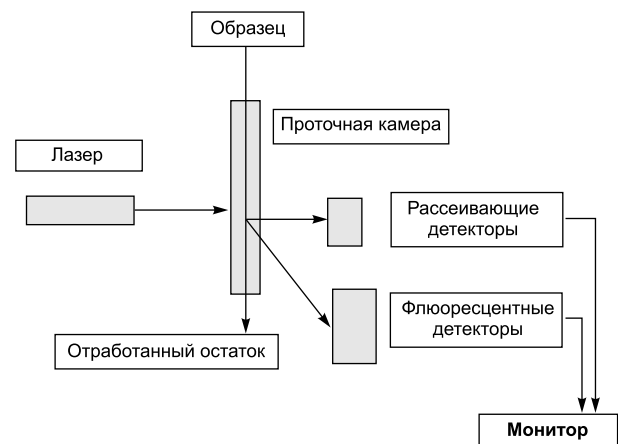 Образец
Проточная камера
Лазер
Рассеивающие
детекторы
Флюоресцентные
детекторы
Отработанный остаток
Монитор